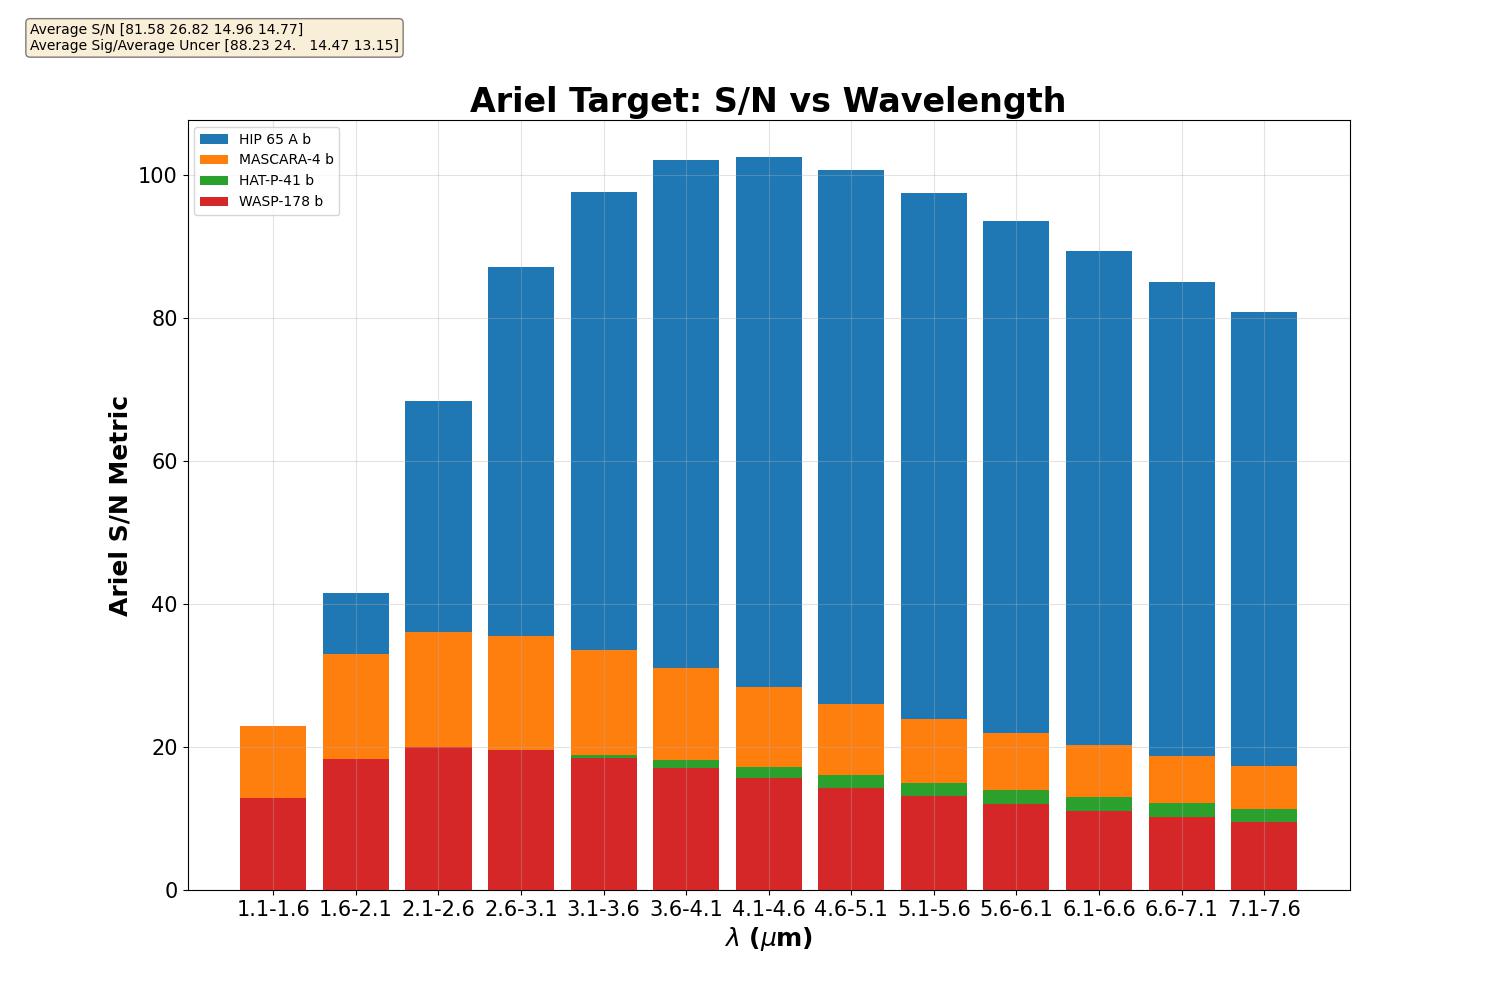 Average S/N [81.58 26.82 14.96 14.77]
Average Sig/Average Uncer [88.23 24.   14.47 13.15]
Ariel Target: S/N vs Wavelength
HIP 65 A b
MASCARA-4 b
HAT-P-41 b
WASP-178 b
100
80
60
40
20
0
Ariel S/N Metric
1.1-1.6 1.6-2.1 2.1-2.6 2.6-3.1 3.1-3.6 3.6-4.1 4.1-4.6 4.6-5.1 5.1-5.6 5.6-6.1 6.1-6.6 6.6-7.1 7.1-7.6
λ (μm)